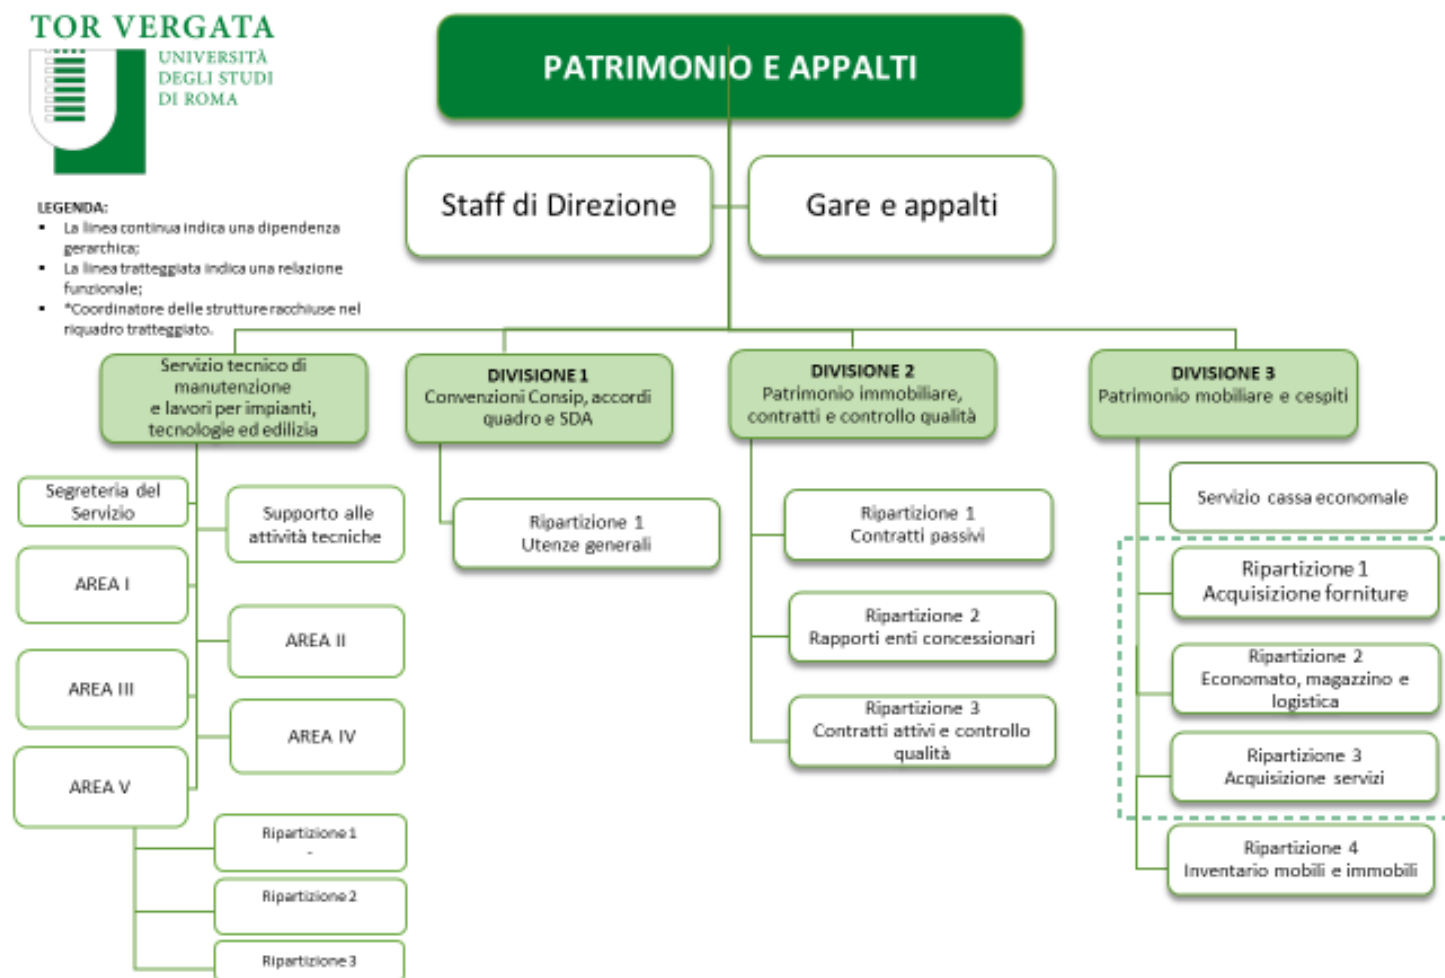 TOR VERGATA
UNIVERSITÀ
DEGLI STUDI
DI ROMA
PATRIMONIO E APPALTI
Staff di Direzione
Gare e appalti
LEGENDA:
▪ La linea continua indica una dipendenza
gerarchica;
▪ La linea tratteggiata indica una relazione
funzionale;
▪ *Coordinatore delle strutture racchiuse nel
riquadro tratteggiato.
Servizio tecnico di
manutenzione
e lavori per impianti,
tecnologie ed edilizia
Segreteria del
Servizio
Supporto alle
attività tecniche
AREA I
AREA II
AREA III
AREA IV
AREA V
Ripartizione 1
-
Ripartizione 2
Ripartizione 3
DIVISIONE 1
Convenzioni Consip, accordi
quadro e SDA
Ripartizione 1
Utenze generali
DIVISIONE 2
Patrimonio immobiliare,
contratti e controllo qualità
Ripartizione 1
Contratti passivi
Ripartizione 2
Rapporti enti concessionari
Ripartizione 3
Contratti attivi e controllo
qualità
DIVISIONE 3
Patrimonio mobiliare e cespiti
Servizio cassa economale
Ripartizione 1
Acquisizione forniture
Ripartizione 2
Economato, magazzino e
logistica
Ripartizione 3
Acquisizione servizi
Ripartizione 4
Inventario mobili e immobili